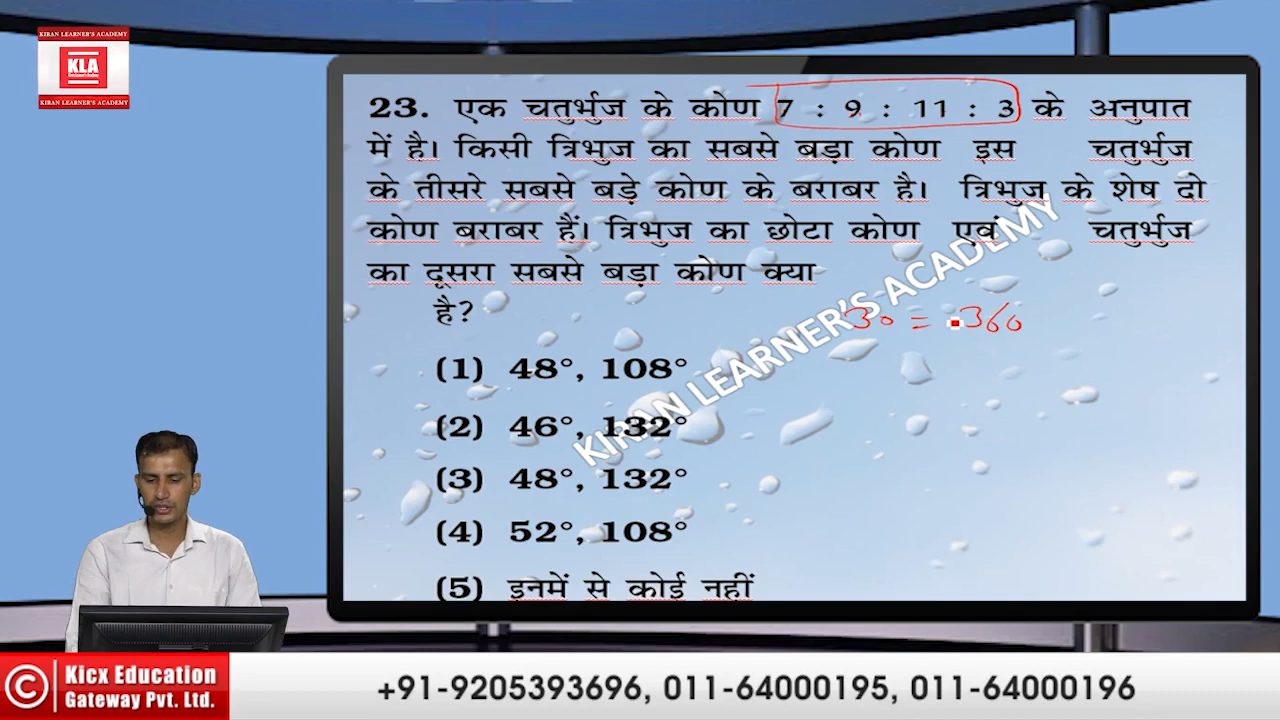 KIRAN LEARNER'S ACADEMY
KLA
Kiran Learner's Academy
KIRAN LEARNER'S ACADEMY
23. एक चतुर्भुज के कोण 7 : 9 : 11 : 3 के अनुपात
में है। किसी त्रिभुज का सबसे बड़ा कोण इस चतुर्भुज
के तीसरे सबसे बड़े कोण के बराबर है। त्रिभुज के शेष दो
कोण बराबर हैं। त्रिभुज का छोटा कोण एवं चतुर्भुज
का दूसरा सबसे बड़ा कोण क्या
है?
30 = 360
(1) 48°, 108°
(2) 46°, 132°
(3) 48°, 132°
(4) 52°, 108°
(5) इनमें से कोई नहीं
KIRAN LEARNER'S ACADEMY
C Kicx Education
Gateway Pvt. Ltd.
+91-9205393696, 011-64000195, 011-64000196